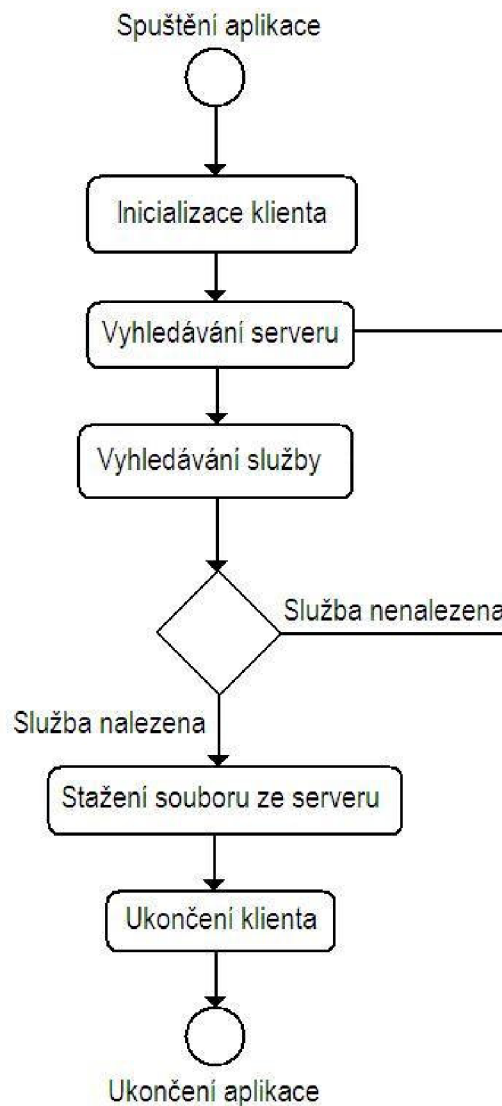 Spuštění aplikace
Inicializace klienta
Vyhledávání serveru
Vyhledávání služby
Služba nenalezena
Služba nalezena
Stažení souboru ze serveru
Ukončení klienta
Ukončení aplikace